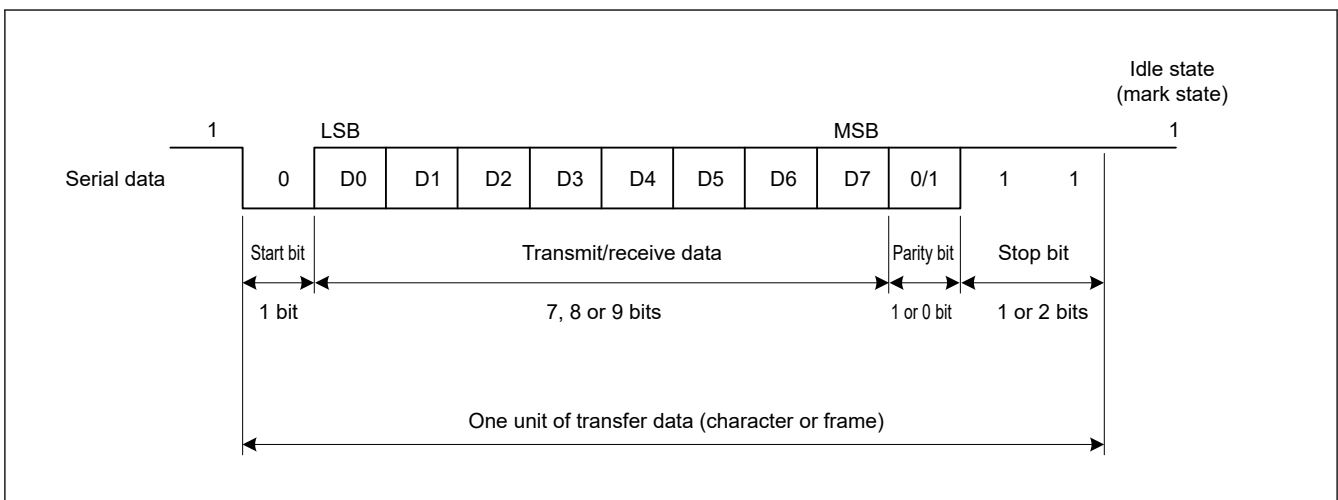 Idle state
(mark state)
1 LSB MSB 1
Serial data 0 D0 D1 D2 D3 D4 D5 D6 D7 0/1 1 1
Start bit Transmit/receive data Parity bit Stop bit
1 bit 7, 8 or 9 bits 1 or 0 bit 1 or 2 bits
One unit of transfer data (character or frame)